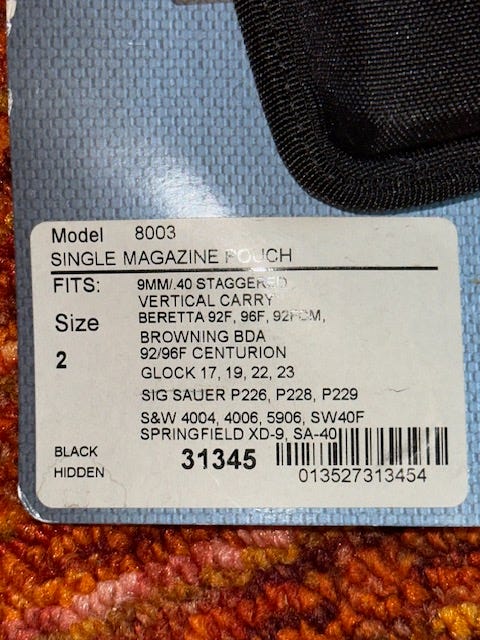 Model 8003
SINGLE MAGAZINE POUCH
FITS: 9MM/.40 STAGGERED
VERTICAL CARRY
Size BERETTA 92F, 96F, 92FCM,
BROWNING BDA
2 92/96F CENTURION
GLOCK 17, 19, 22, 23
SIG SAUER P226, P228, P229
S&W 4004, 4006, 5906, SW40F
SPRINGFIELD XD-9, SA-40
BLACK
HIDDEN
31345
013527313454